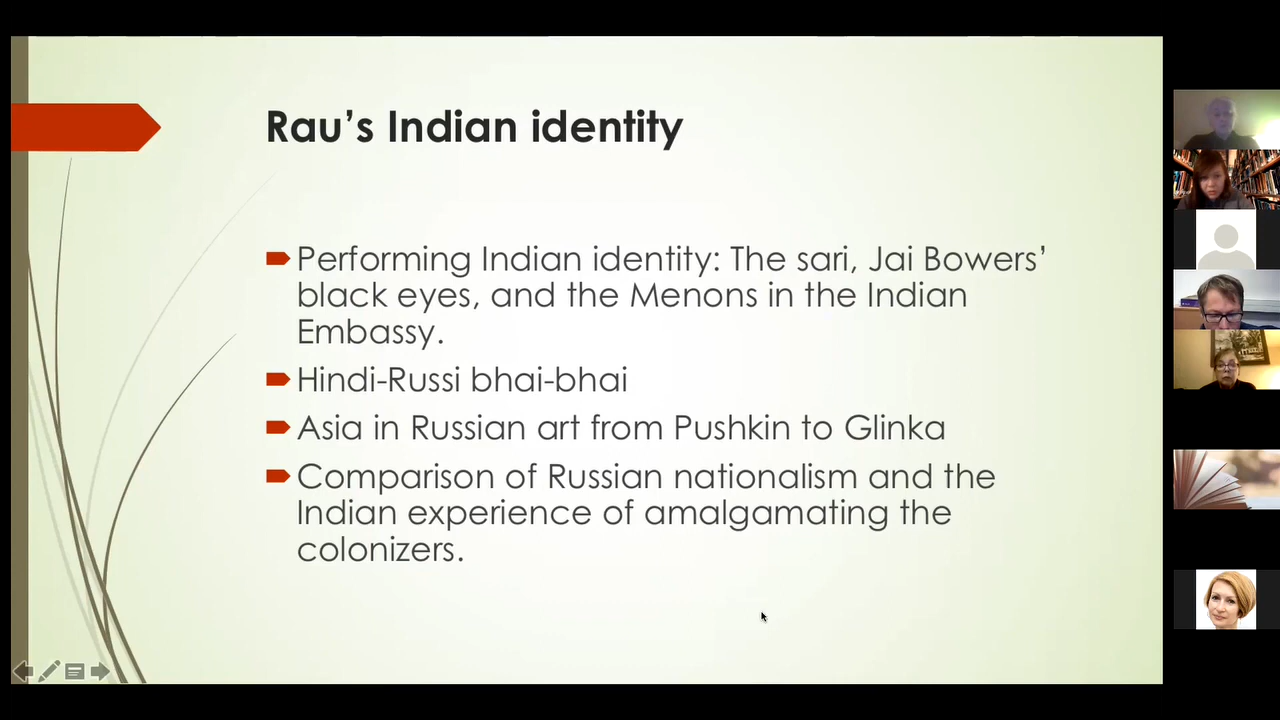 Rau’s Indian identity
Performing Indian identity: The sari, Jai Bowers’
black eyes, and the Menons in the Indian
Embassy.
Hindi-Russi bhai-bhai
Asia in Russian art from Pushkin to Glinka
Comparison of Russian nationalism and the
Indian experience of amalgamating the
colonizers.